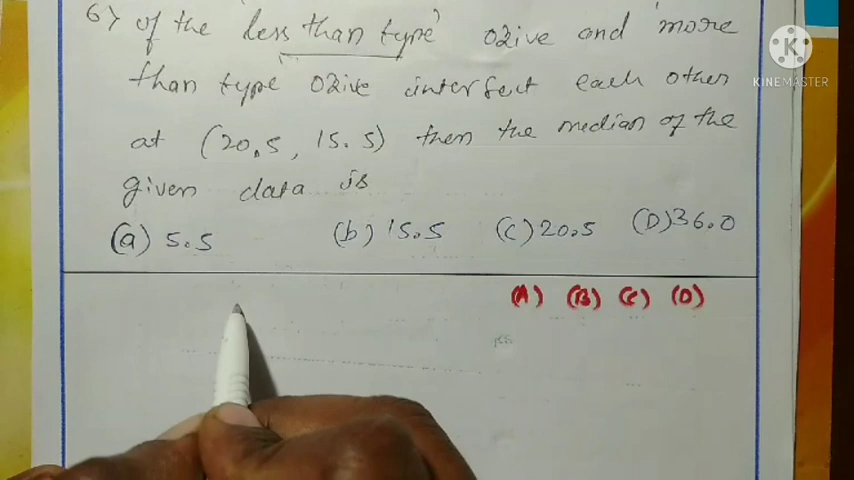 6) If the 'less than type' ogive and 'more
than type' ogive intersect each other
at (20.5, 15.5) then the median of the
given data is
(a) 5.5 (b) 15.5 (C) 20.5 (D) 36.0
(A) (B) (C) (D)
KINEMASTER